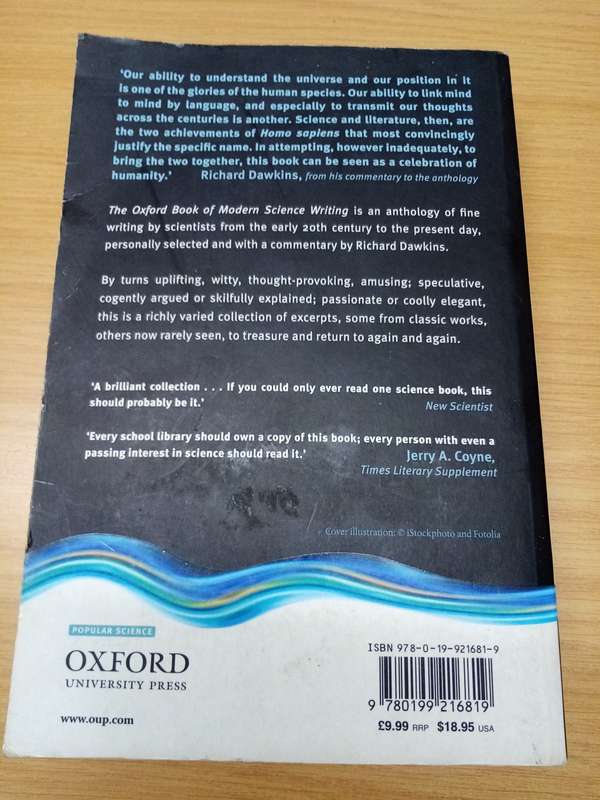 'Our ability to understand the universe and our position in it
is one of the glories of the human species. Our ability to link mind
to mind by language, and especially to transmit our thoughts
across the centuries is another. Science and literature, then, are
the two achievements of Homo sapiens that most convincingly
justify the specific name. In attempting, however inadequately, to
bring the two together, this book can be seen as a celebration of
humanity.' Richard Dawkins, from his commentary to the anthology
The Oxford Book of Modern Science Writing is an anthology of fine
writing by scientists from the early 20th century to the present day,
personally selected and with a commentary by Richard Dawkins.
By turns uplifting, witty, thought-provoking, amusing; speculative,
cogently argued or skilfully explained; passionate or coolly elegant,
this is a richly varied collection of excerpts, some from classic works,
others now rarely seen, to treasure and return to again and again.
'A brilliant collection . . . If you could only ever read one science book, this
should probably be it.' New Scientist
'Every school library should own a copy of this book; every person with even a
passing interest in science should read it.' Jerry A. Coyne,
Times Literary Supplement
Cover illustration: © iStockphoto and Fotolia
POPULAR SCIENCE
OXFORD
UNIVERSITY PRESS
www.oup.com
ISBN 978-0-19-921681-9
9 780199 216819
£9.99 RRP $18.95 USA